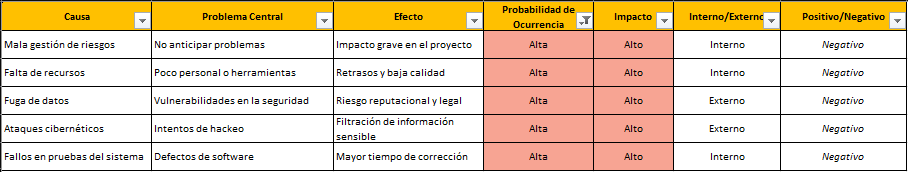 Causa Problema Central Efecto Probabilidad de Ocurrencia Impacto Interno/Externo Positivo/Negativo
Mala gestión de riesgos No anticipar problemas Impacto grave en el proyecto Alta Alto Interno Negativo
Falta de recursos Poco personal o herramientas Retrasos y baja calidad Alta Alto Interno Negativo
Fuga de datos Vulnerabilidades en la seguridad Riesgo reputacional y legal Alta Alto Externo Negativo
Ataques cibernéticos Intentos de hackeo Filtración de información sensible Alta Alto Externo Negativo
Fallos en pruebas del sistema Defectos de software Mayor tiempo de corrección Alta Alto Interno Negativo